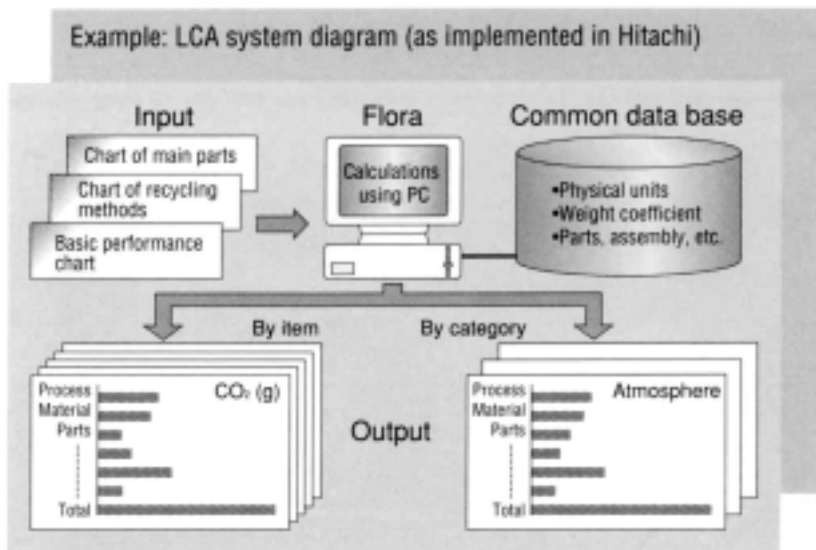 Example: LCA system diagram (as implemented in Hitachi)
Input
Flora
Common data base
Chart of main parts
Chart of recycling
methods
Basic performance
chart
Calculations
using PC
•Physical units
•Weight coefficient
•Parts, assembly, etc.
By item
By category
CO₂ (g)
Process
Material
Parts
Total
Output
Atmosphere
Process
Material
Parts
Total